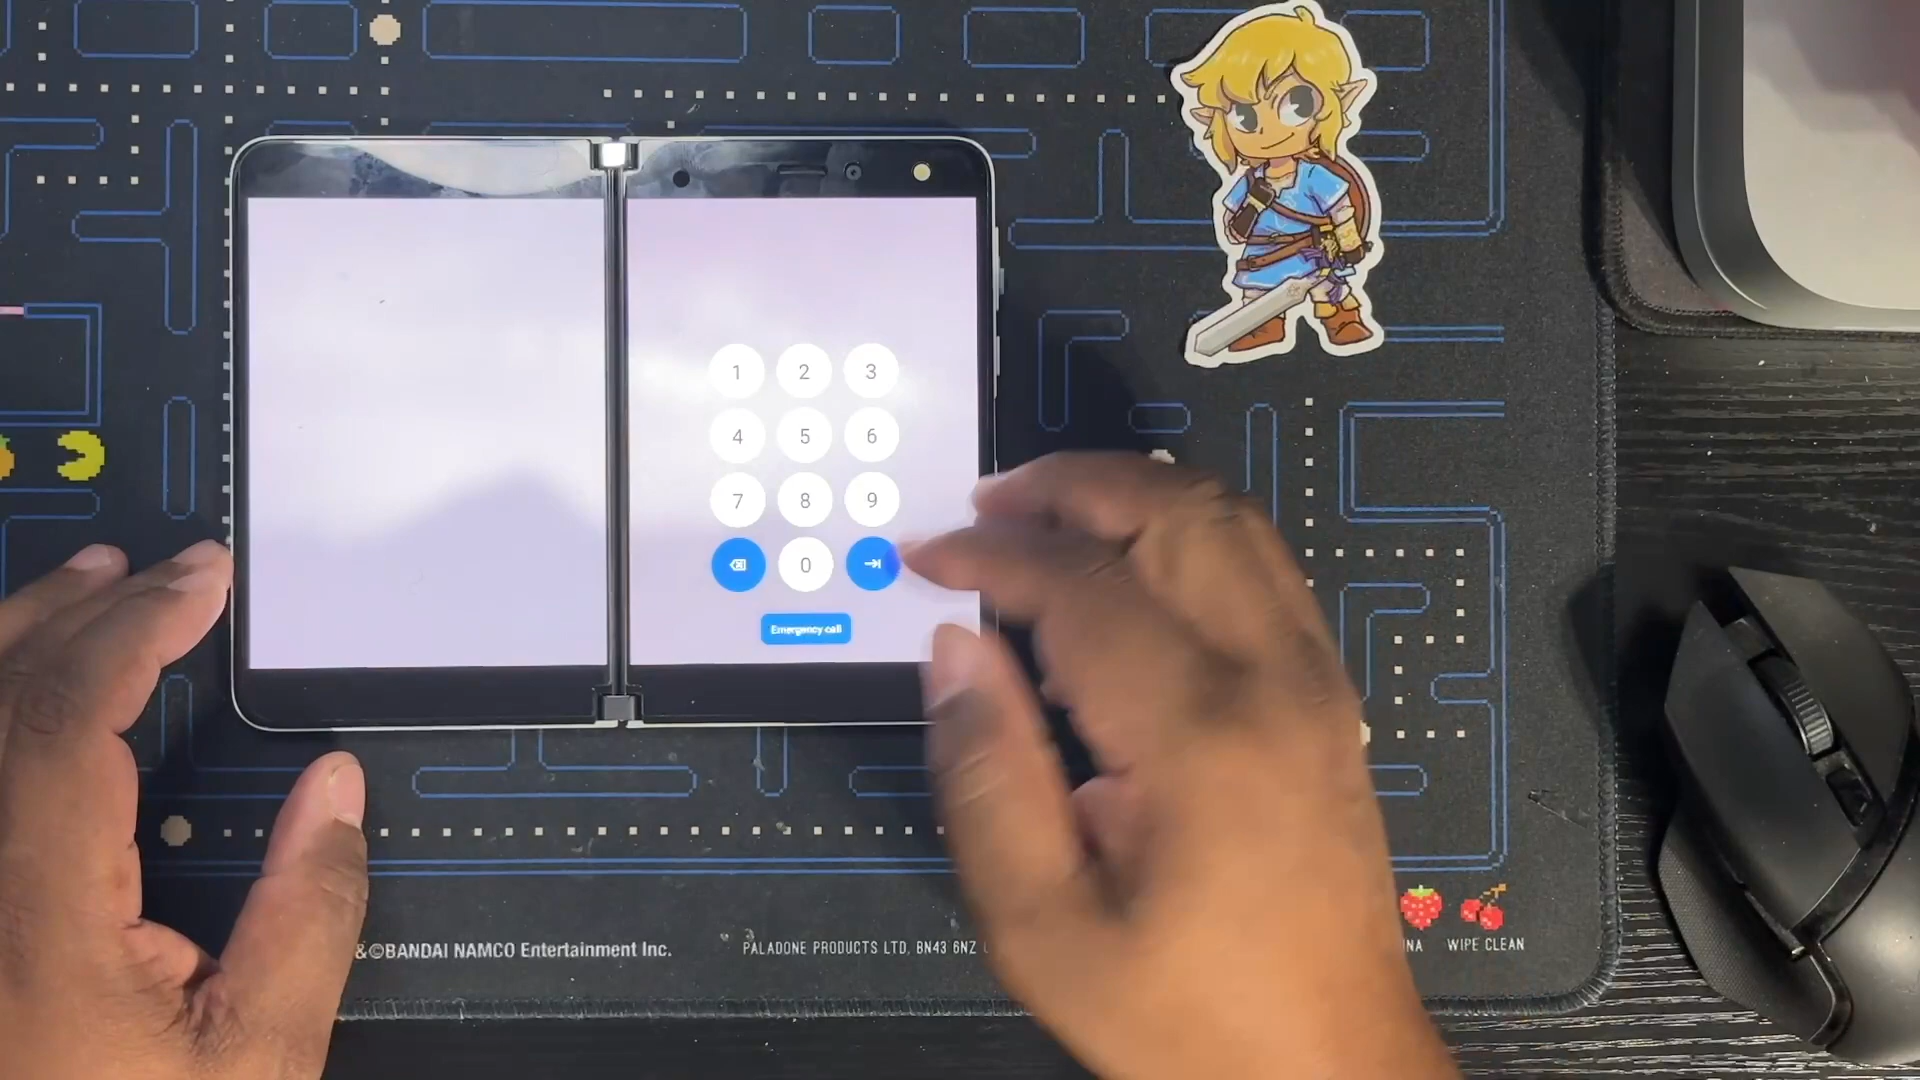 1 2 3
4 5 6
7 8 9
0
Emergency call
&©BANDAI NAMCO Entertainment Inc.
PALADONE PRODUCTS LTD, BN43 6NZ
WIPE CLEAN